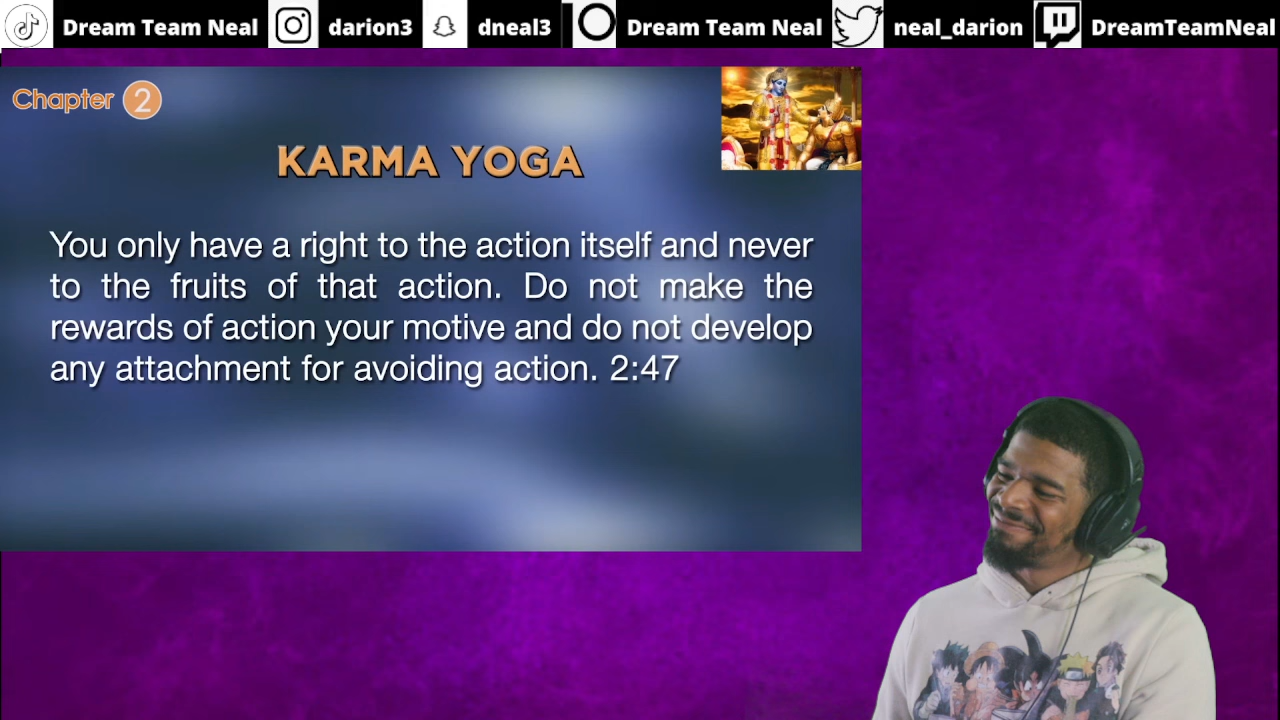 Dream Team Neal darion3 dneal3 Dream Team Neal neal_darion DreamTeamNeal
Chapter 2
KARMA YOGA
You only have a right to the action itself and never
to the fruits of that action. Do not make the
rewards of action your motive and do not develop
any attachment for avoiding action. 2:47